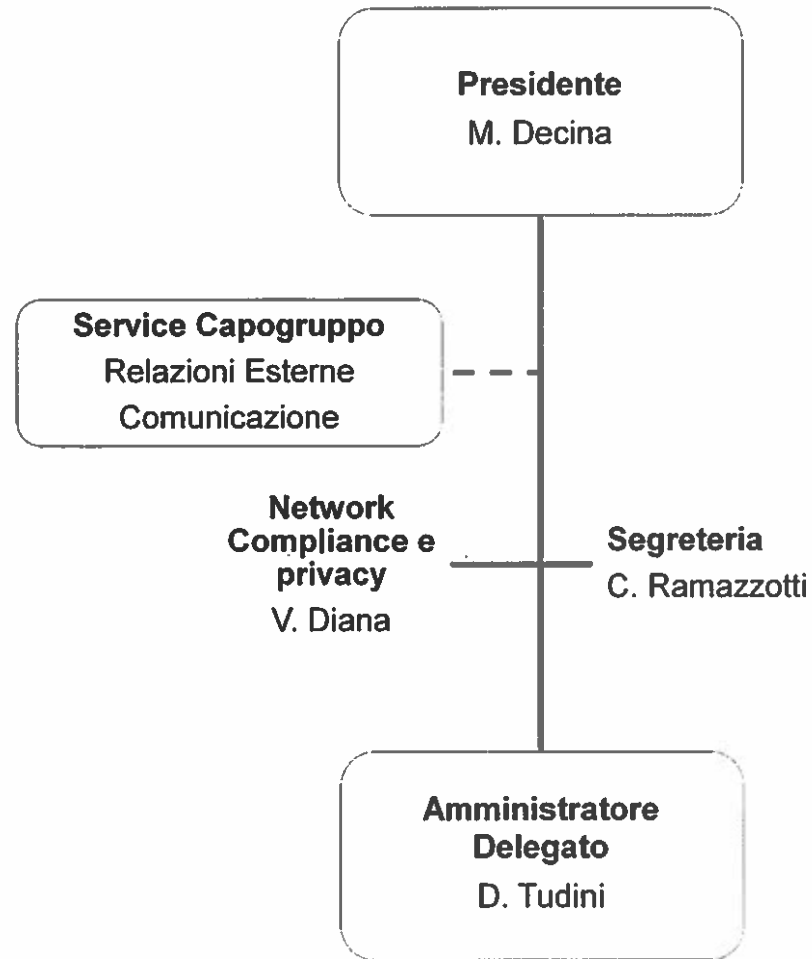 Presidente
M. Decina
Service Capogruppo
Relazioni Esterne
Comunicazione
Network
Compliance e
privacy
V. Diana
Segreteria
C. Ramazzotti
Amministratore
Delegato
D. Tudini